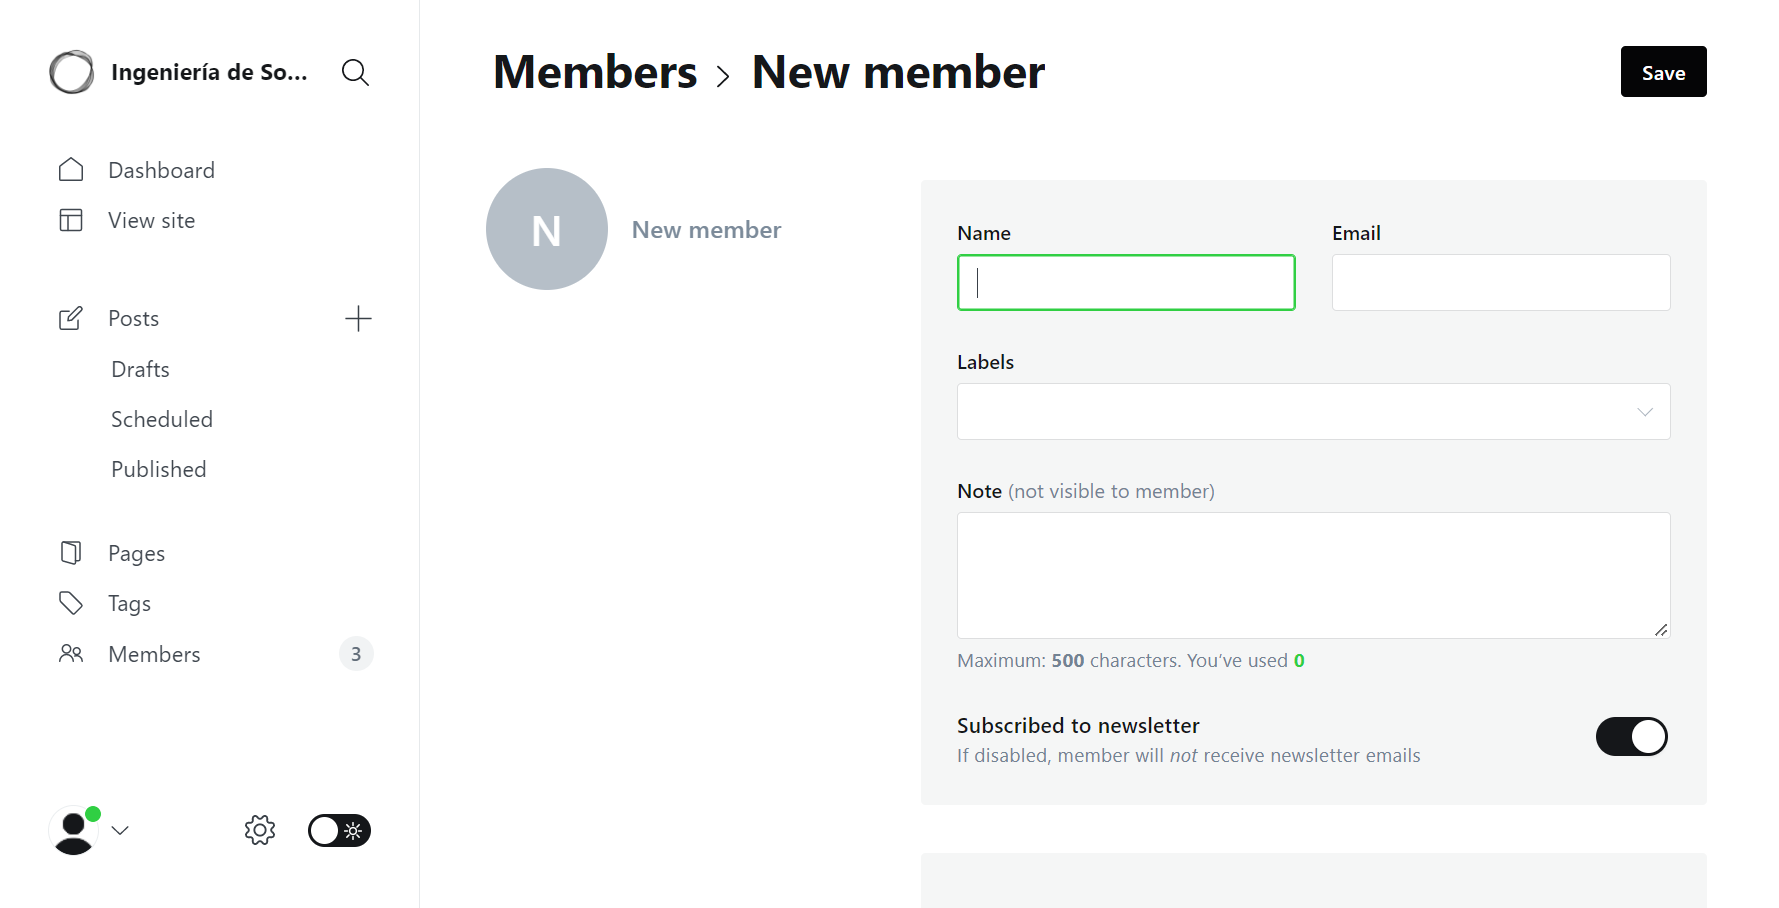 Ingeniería de So...
Dashboard
View site
Posts
Drafts
Scheduled
Published
Pages
Tags
Members
3
Members > New member
Save
N
New member
Name
Email
Labels
Note (not visible to member)
Maximum: 500 characters. You’ve used 0
Subscribed to newsletter
If disabled, member will not receive newsletter emails